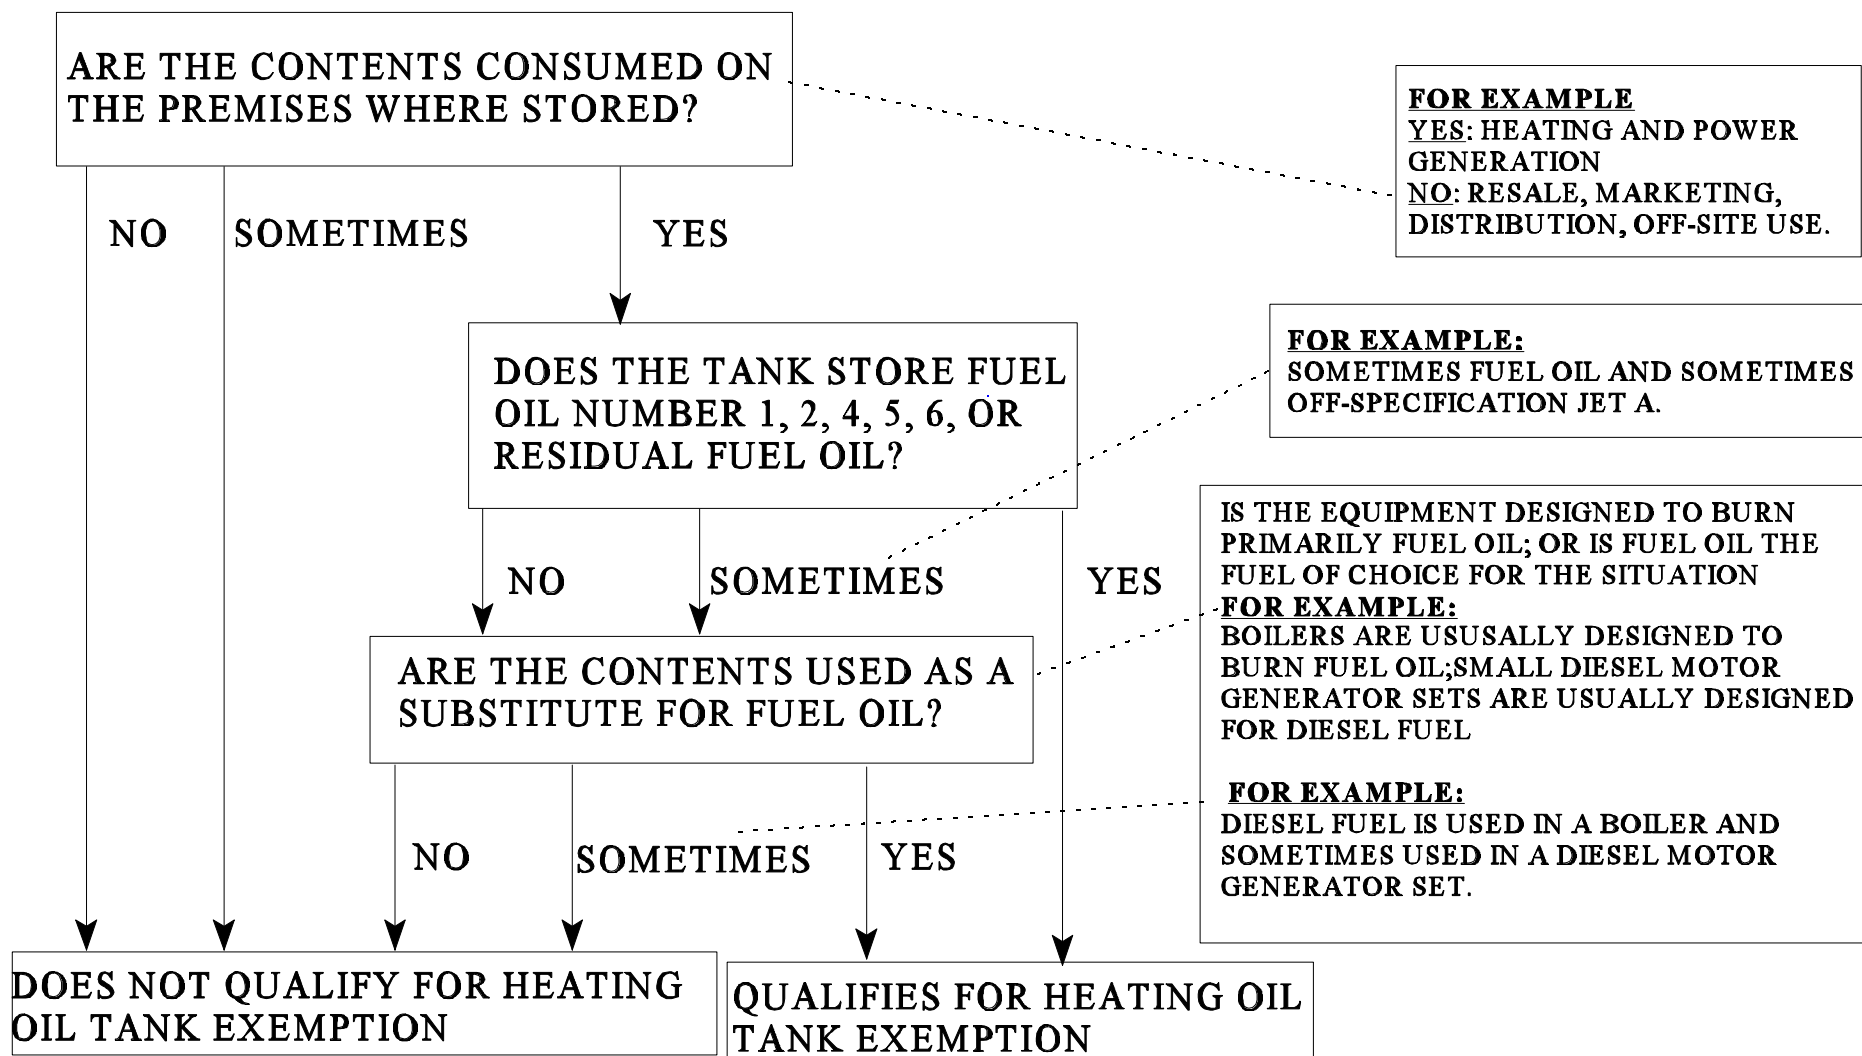 ARE THE CONTENTS CONSUMED ON
THE PREMISES WHERE STORED?
FOR EXAMPLE
YES: HEATING AND POWER
GENERATION
NO: RESALE, MARKETING,
DISTRIBUTION, OFF-SITE USE.
NO
SOMETIMES
YES
DOES THE TANK STORE FUEL
OIL NUMBER 1, 2, 4, 5, 6, OR
RESIDUAL FUEL OIL?
FOR EXAMPLE:
SOMETIMES FUEL OIL AND SOMETIMES
OFF-SPECIFICATION JET A.
NO
SOMETIMES
YES
IS THE EQUIPMENT DESIGNED TO BURN
PRIMARILY FUEL OIL; OR IS FUEL OIL THE
FUEL OF CHOICE FOR THE SITUATION
FOR EXAMPLE:
BOILERS ARE USUSALLY DESIGNED TO
BURN FUEL OIL;SMALL DIESEL MOTOR
GENERATOR SETS ARE USUALLY DESIGNED
FOR DIESEL FUEL
ARE THE CONTENTS USED AS A
SUBSTITUTE FOR FUEL OIL?
FOR EXAMPLE:
DIESEL FUEL IS USED IN A BOILER AND
SOMETIMES USED IN A DIESEL MOTOR
GENERATOR SET.
NO
SOMETIMES
YES
DOES NOT QUALIFY FOR HEATING
OIL TANK EXEMPTION
QUALIFIES FOR HEATING OIL
TANK EXEMPTION